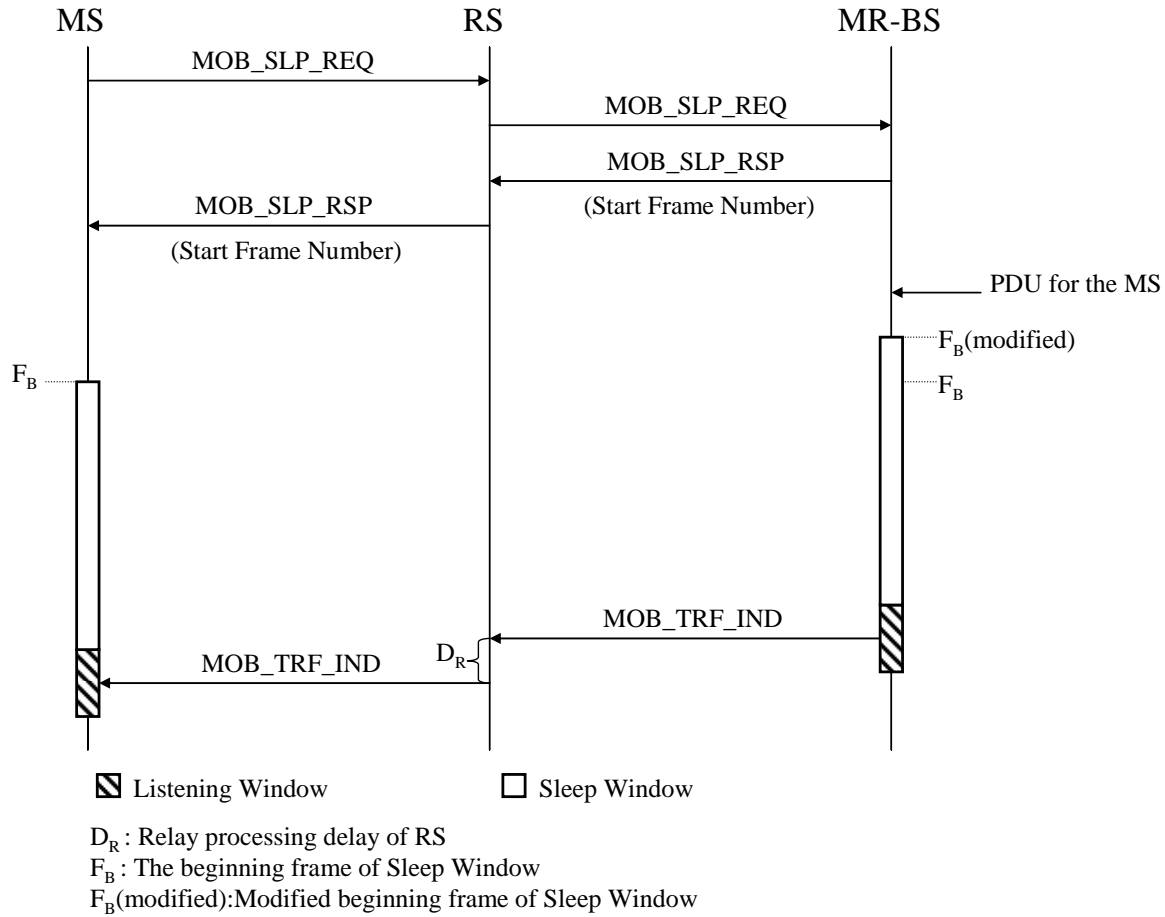 MS
RS
MR-BS
MOB_SLP_REQ
MOB_SLP_REQ
MOB_SLP_RSP
(Start Frame Number)
MOB_SLP_RSP
(Start Frame Number)
PDU for the MS
F_B(modified)
F_B
F_B
MOB_TRF_IND
D_R
MOB_TRF_IND
Listening Window
Sleep Window
D_R : Relay processing delay of RS
F_B : The beginning frame of Sleep Window
F_B(modified):Modified beginning frame of Sleep Window